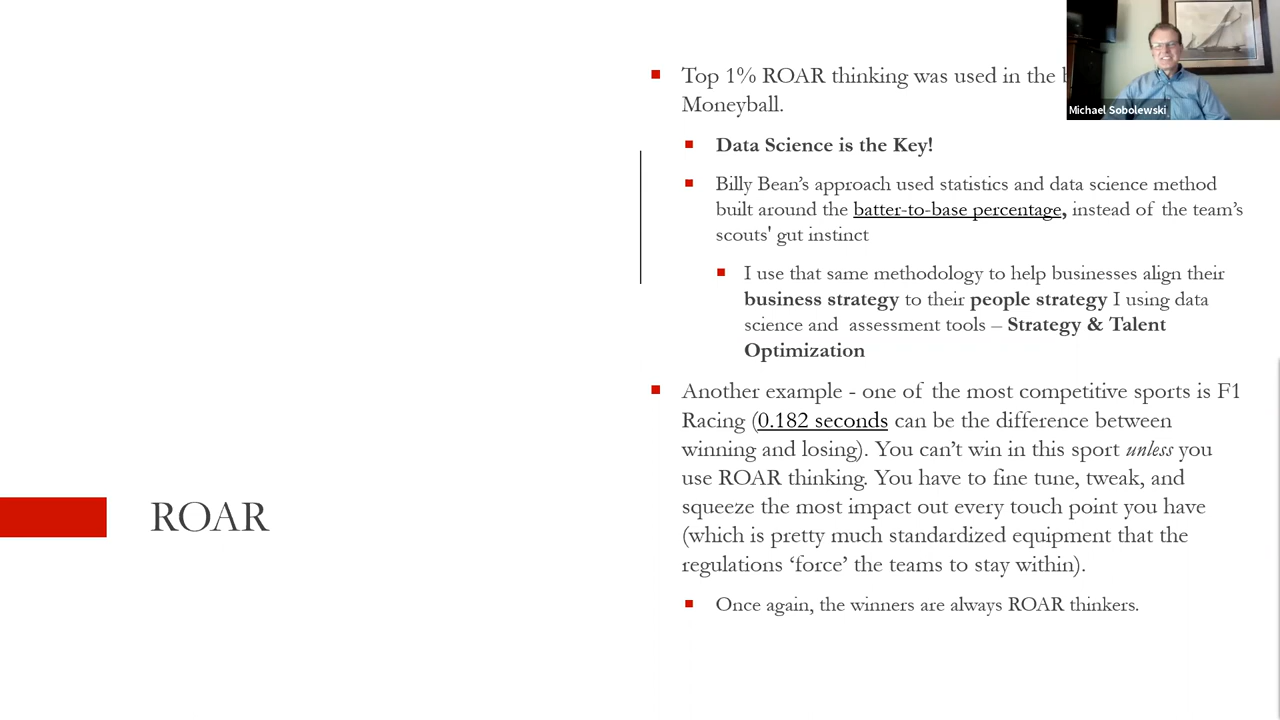 Top 1% ROAR thinking was used in the
Moneyball.
Data Science is the Key!
Billy Bean’s approach used statistics and data science method
built around the batter-to-base percentage, instead of the team’s
scouts' gut instinct
I use that same methodology to help businesses align their
business strategy to their people strategy I using data
science and assessment tools – Strategy & Talent
Optimization
Another example - one of the most competitive sports is F1
Racing (0.182 seconds can be the difference between
winning and losing). You can’t win in this sport unless you
use ROAR thinking. You have to fine tune, tweak, and
squeeze the most impact out every touch point you have
(which is pretty much standardized equipment that the
regulations ‘force’ the teams to stay within).
Once again, the winners are always ROAR thinkers.
ROAR
Michael Sobolewski